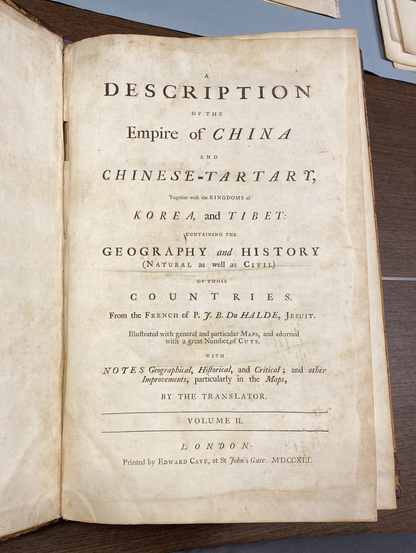 A
DESCRIPTION
OF THE
Empire of CHINA
AND
CHINESE-TARTARY,
Together with the KINGDOMS of
KOREA, and TIBET:
CONTAINING THE
GEOGRAPHY and HISTORY
(NATURAL as well as CIVIL)
OF THOSE
COUNTRIES.
From the FRENCH of P. J. B. DU HALDE, JESUIT.
Illustrated with general and particular MAPS, and adorned
with a great Number of CUTS.
WITH
NOTES Geographical, Historical, and Critical; and other
Improvements, particularly in the Maps,
BY THE TRANSLATOR.
VOLUME II.
LONDON:
Printed by EDWARD CAVE, at St John's Gate. MDCCXLI.